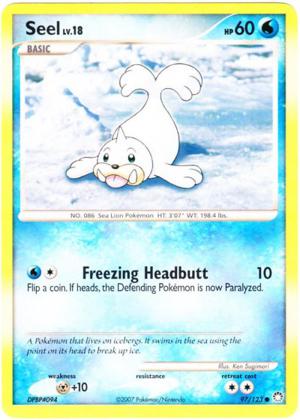 Seel LV.18
HP 60
BASIC
NO. 086 Sea Lion Pokémon HT: 3'07" WT: 198.4 lbs.
Freezing Headbutt 10
Flip a coin. If heads, the Defending Pokémon is now Paralyzed.
A Pokémon that lives on icebergs. It swims in the sea using the
point on its head to break up ice.
Illus. Ken Sugimori
weakness resistance retreat cost
+10
DPBP#094 ©2007 Pokémon/Nintendo 97/123